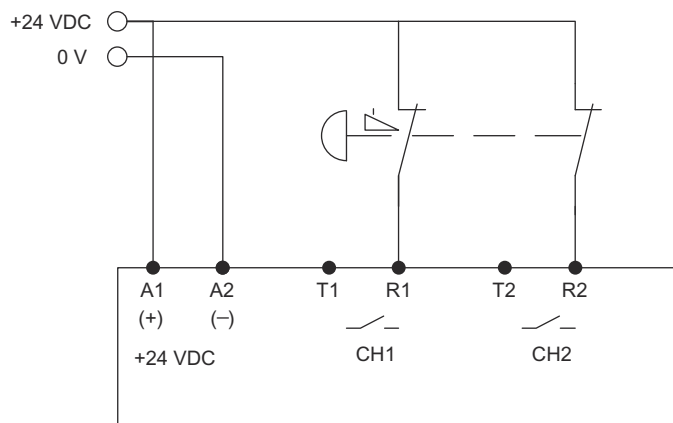 +24 VDC
0 V
A1 A2 T1 R1 T2 R2
(+) (–)
+24 VDC CH1 CH2